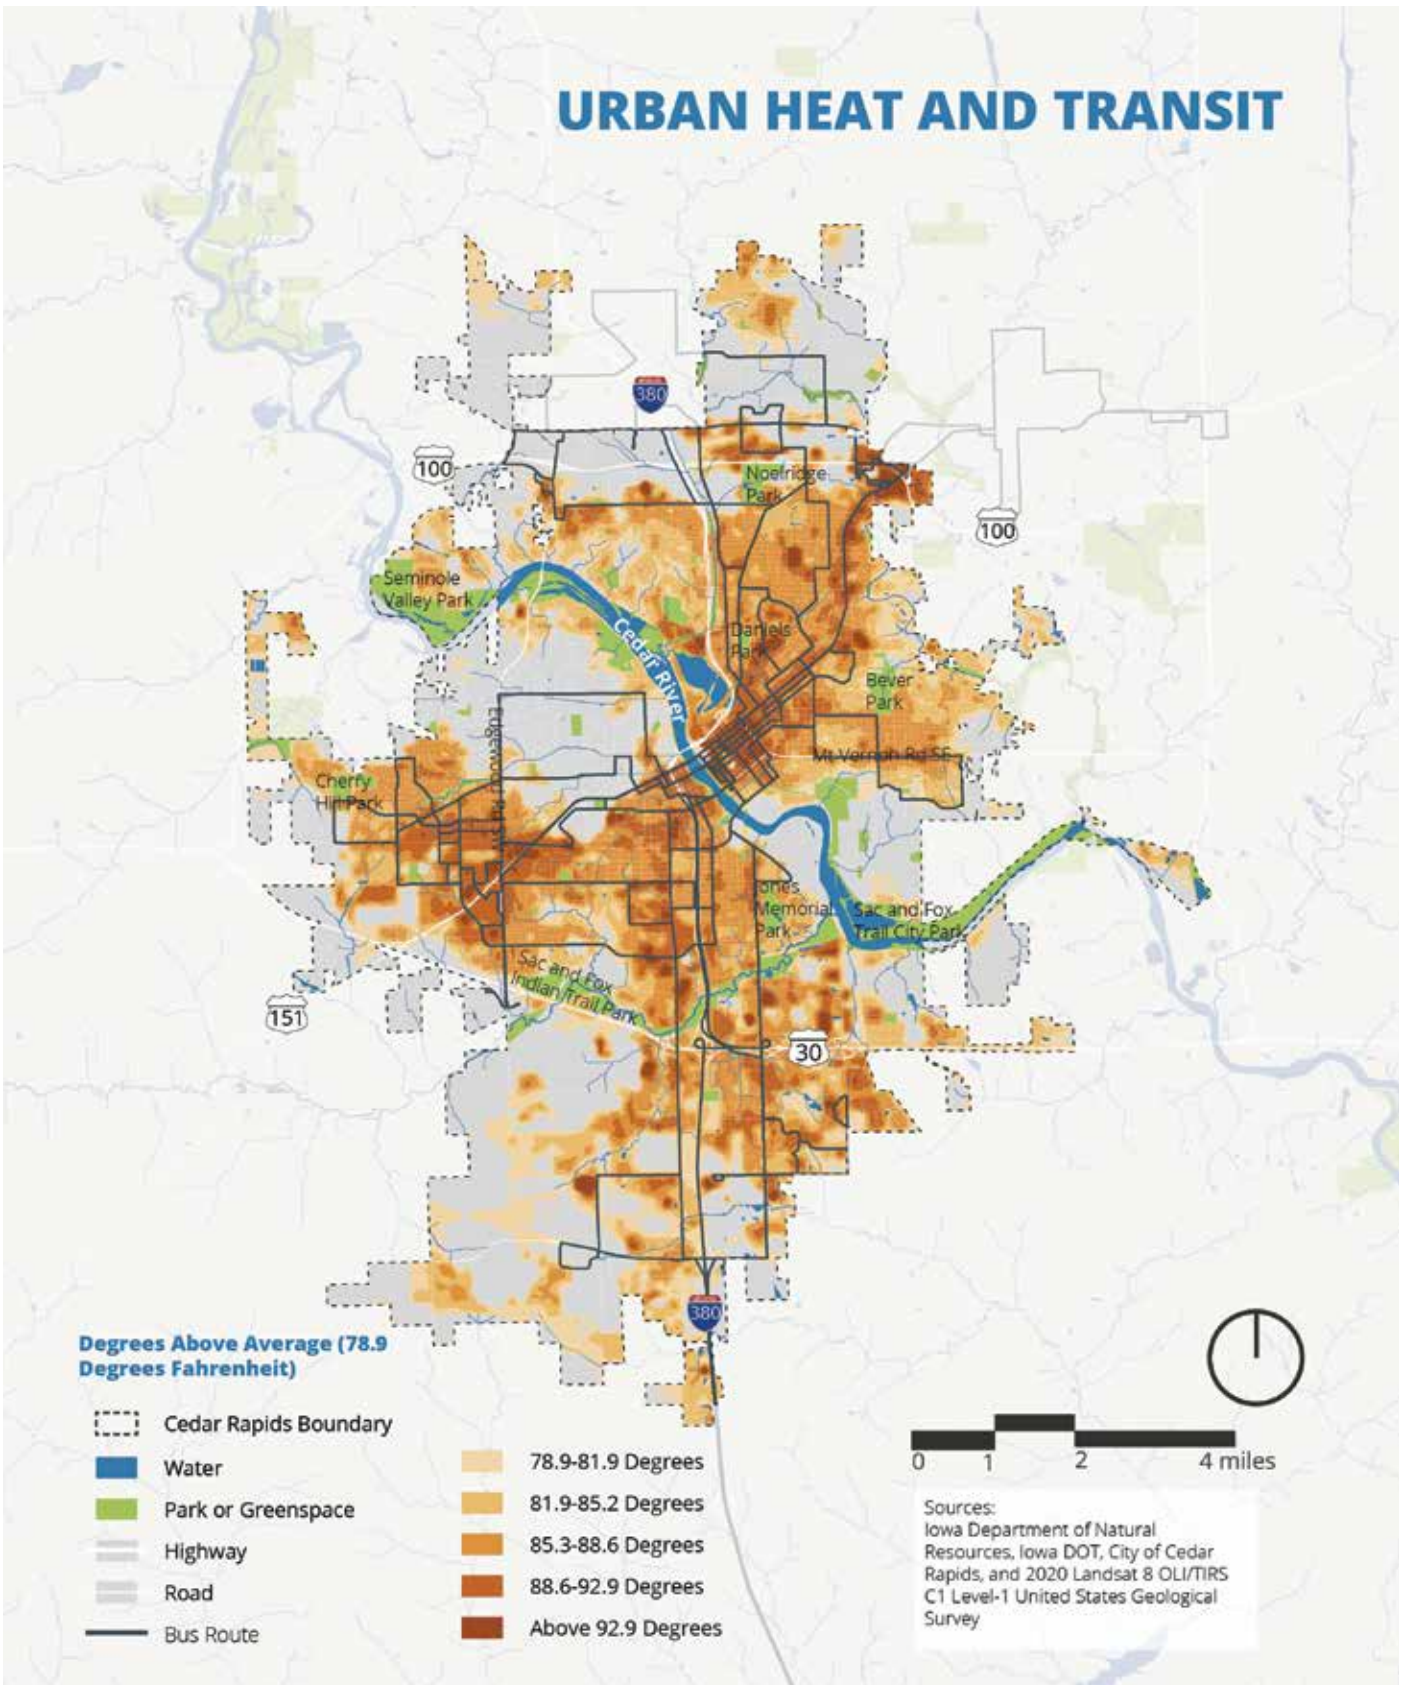 URBAN HEAT AND TRANSIT
380
100
Noelridge
Park
100
Seminole
Valley Park
Cedar River
Daniels
Park
Bever
Park
Edgewood Rd SW
Mt Vernon Rd SE
Cherry
Hill Park
Jones
Memorial
Park
Sac and Fox
Trail City Park
Sac and Fox
Indian Trail Park
151
30
380
Degrees Above Average (78.9
Degrees Fahrenheit)
Cedar Rapids Boundary
Water
Park or Greenspace
Highway
Road
Bus Route
78.9-81.9 Degrees
81.9-85.2 Degrees
85.3-88.6 Degrees
88.6-92.9 Degrees
Above 92.9 Degrees
0 1 2 4 miles
Sources:
Iowa Department of Natural
Resources, Iowa DOT, City of Cedar
Rapids, and 2020 Landsat 8 OLI/TIRS
C1 Level-1 United States Geological
Survey